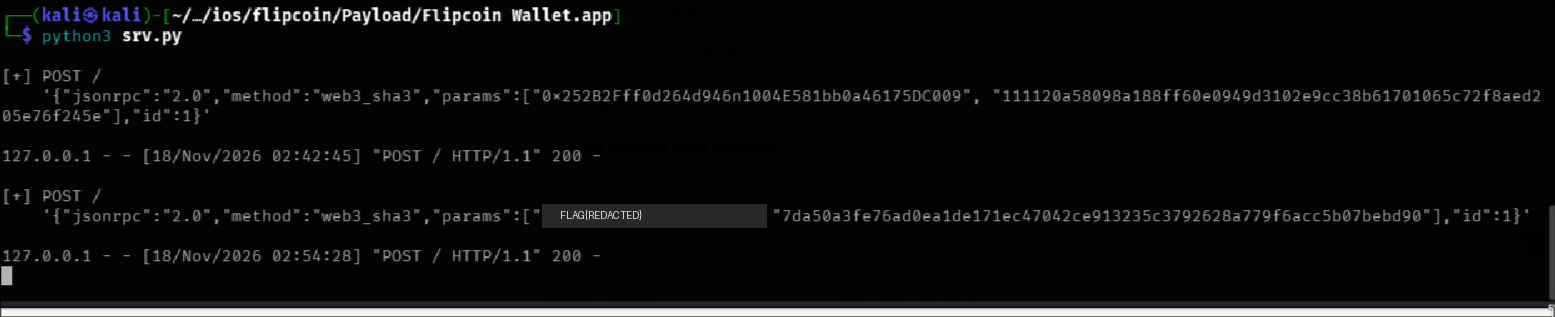 ┌──(kali㉿kali)-[~/…/ios/flipcoin/Payload/Flipcoin Wallet.app]
└─$ python3 srv.py
[+] POST /
'{"jsonrpc":"2.0","method":"web3_sha3","params":["0×252B2Fff0d264d946n1004E581bb0a46175DC009", "111120a58098a188ff60e0949d3102e9cc38b61701065c72f8aed2
05e76f245e"],"id":1}'
127.0.0.1 - - [18/Nov/2026 02:42:45] "POST / HTTP/1.1" 200 -
[+] POST /
'{"jsonrpc":"2.0","method":"web3_sha3","params":[" FLAG{REDACTED} "7da50a3fe76ad0ea1de171ec47042ce913235c3792628a779f6acc5b07bebd90"],"id":1}'
127.0.0.1 - - [18/Nov/2026 02:54:28] "POST / HTTP/1.1" 200 -